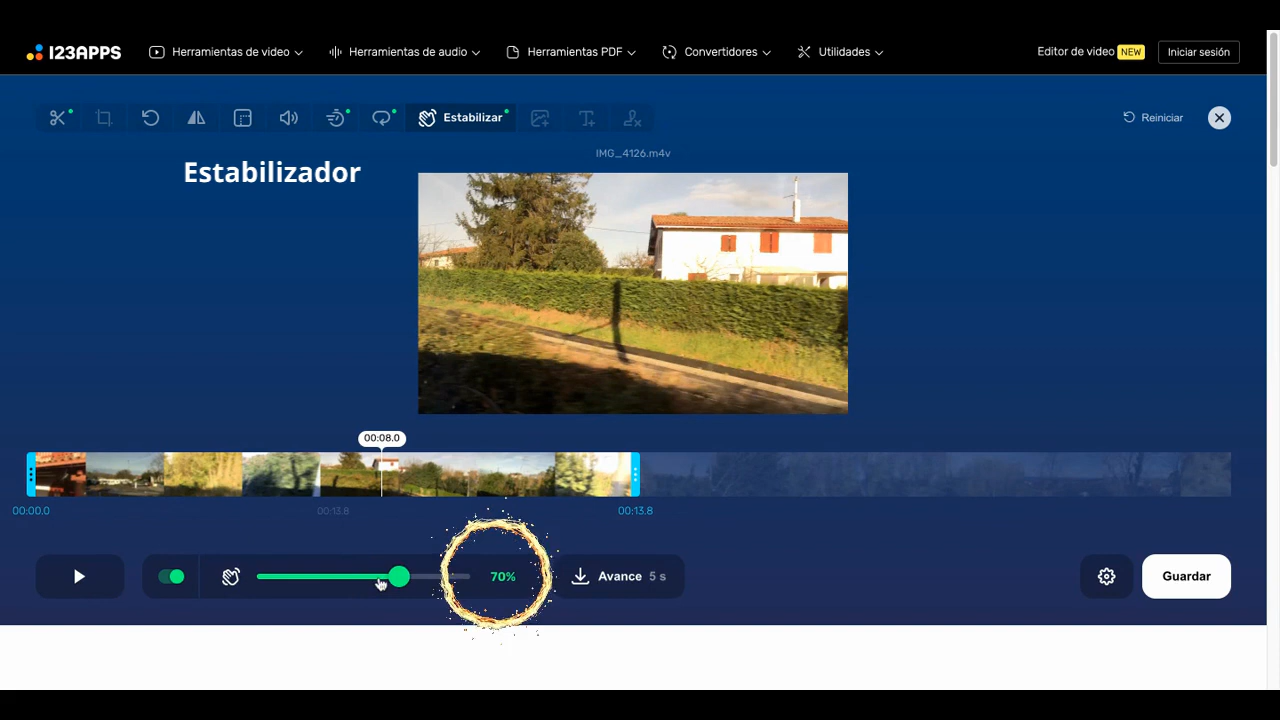 123APPS
Herramientas de video
Herramientas de audio
Herramientas PDF
Convertidores
Utilidades
Editor de video NEW
Iniciar sesión
Estabilizar
Reiniciar
IMG_4126.m4v
Estabilizador
00:08.0
00:00.0
00:13.8
00:13.8
70%
Avance 5 s
Guardar